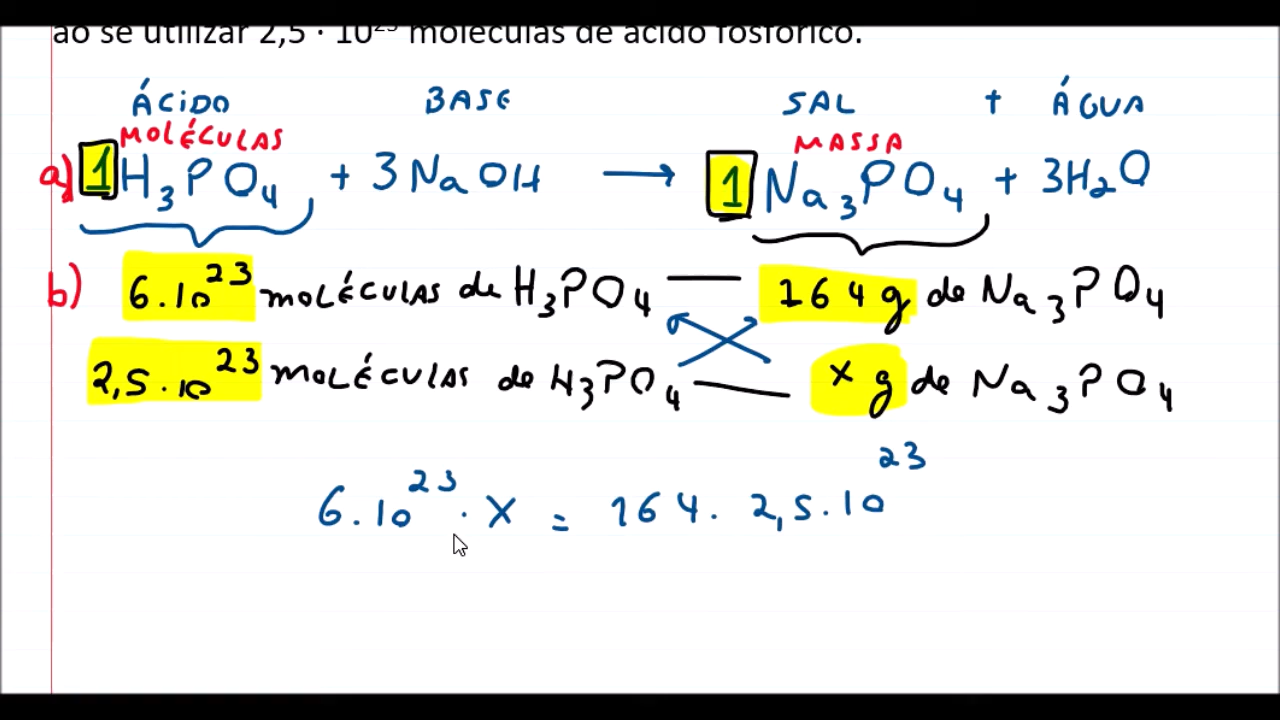 ao se utilizar 2,5 · 10²³ moléculas de ácido fosfórico.
ÁCIDO BASE SAL + ÁGUA
MOLÉCULAS MASSA
a) 1 H₃PO₄ + 3 NaOH → 1 Na₃PO₄ + 3H₂O
b) 6.10²³ MOLÉCULAS de H₃PO₄ — 164 g de Na₃PO₄
2,5.10²³ MOLÉCULAS de H₃PO₄ — x g de Na₃PO₄
6.10²³ . x = 164. 2,5.10²³